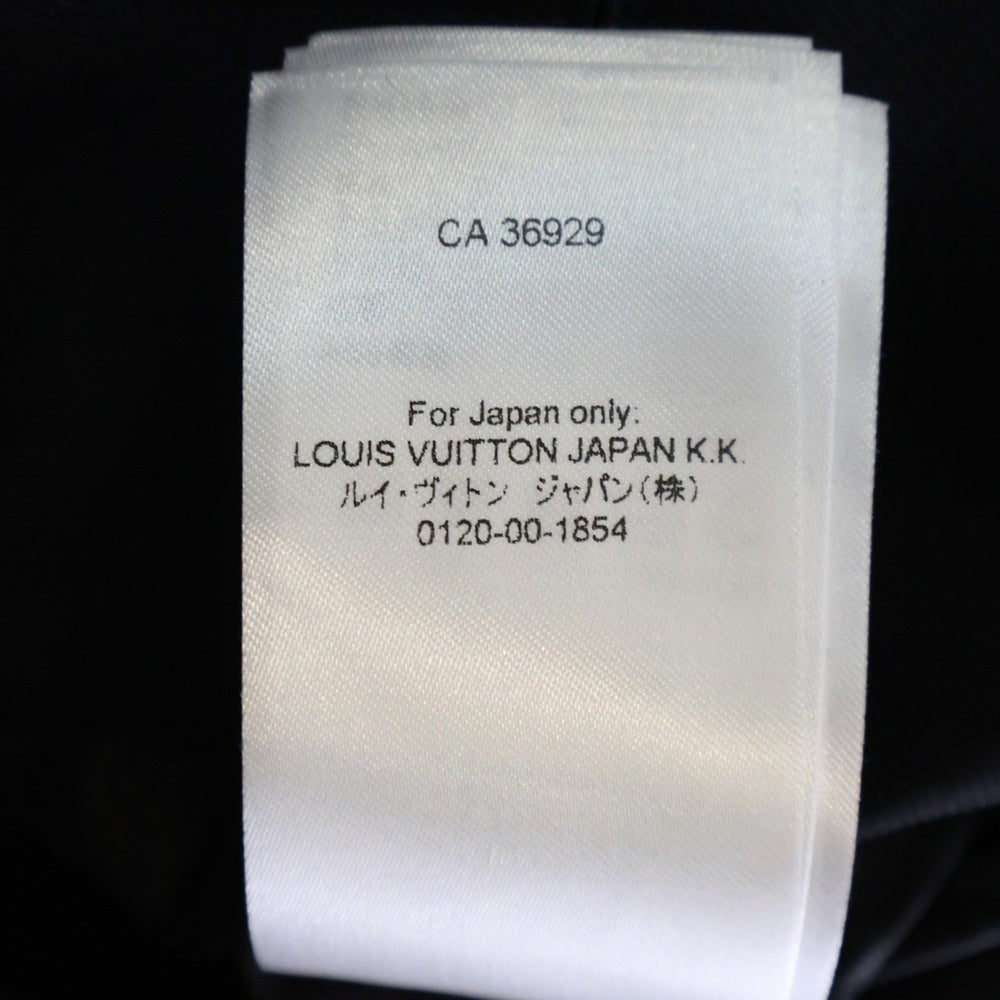 CA 36929
For Japan only:
LOUIS VUITTON JAPAN K.K.
ルイ・ヴィトン　ジャパン（株）
0120-00-1854